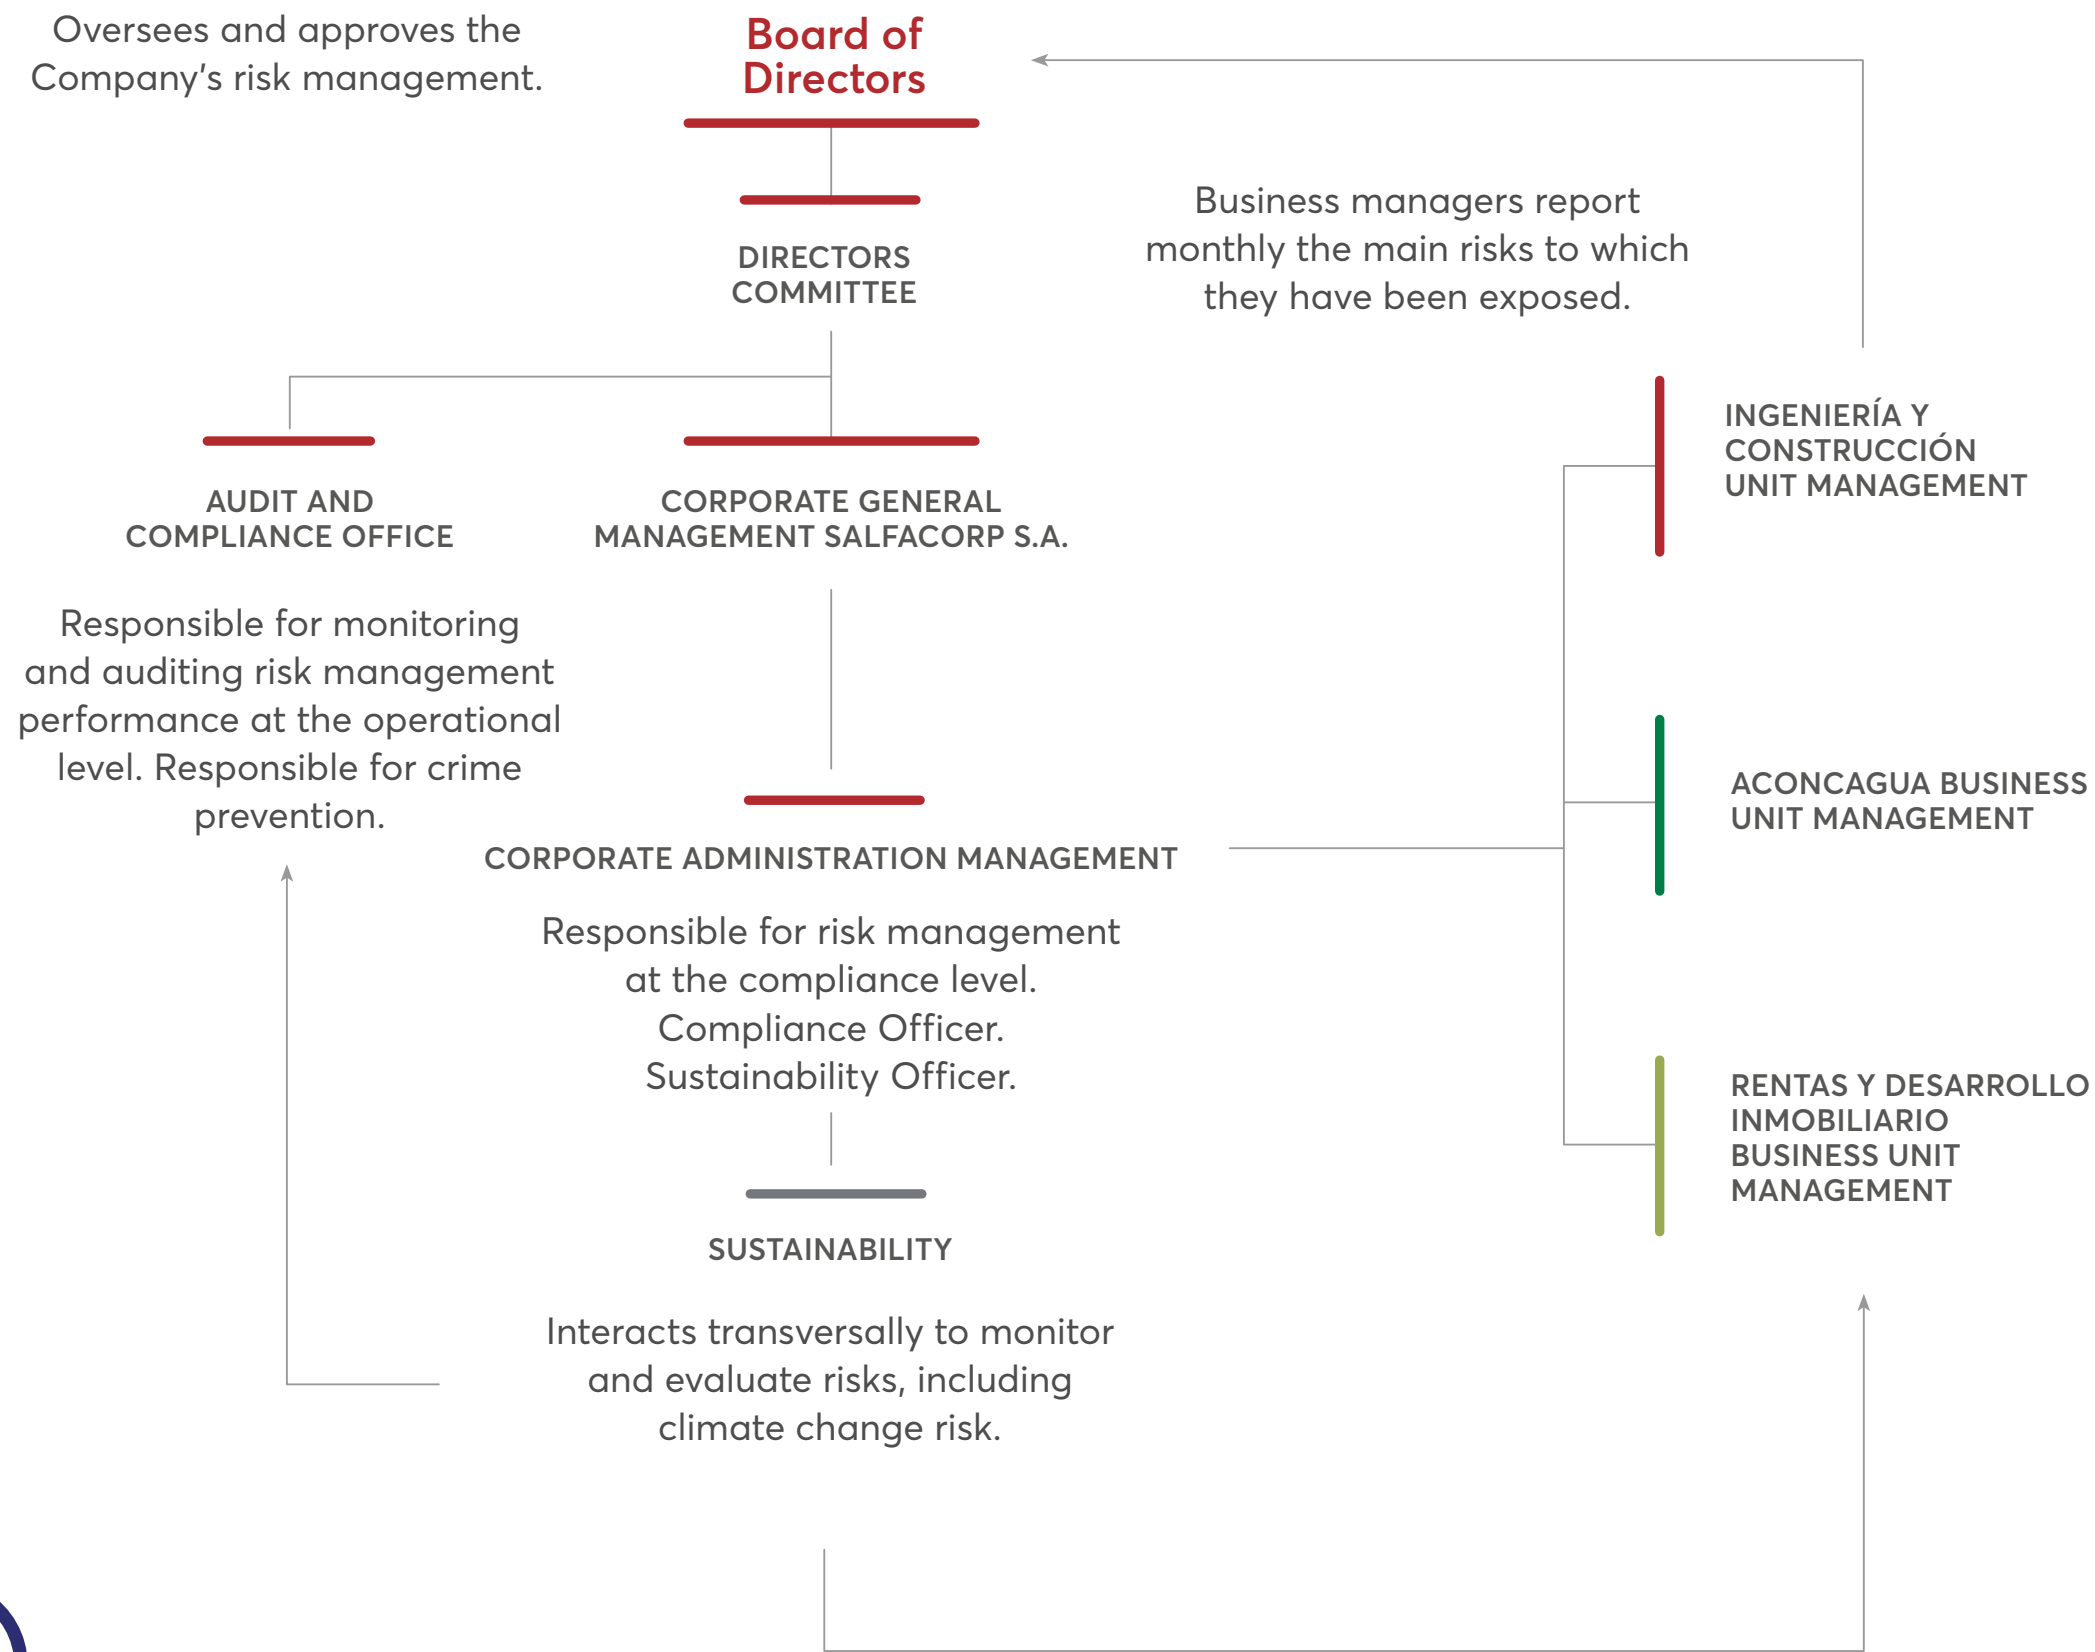 Oversees and approves the
Company's risk management.
Board of
Directors
Business managers report
monthly the main risks to which
they have been exposed.
DIRECTORS
COMMITTEE
INGENIERÍA Y
CONSTRUCCIÓN
UNIT MANAGEMENT
AUDIT AND
COMPLIANCE OFFICE
CORPORATE GENERAL
MANAGEMENT SALFACORP S.A.
Responsible for monitoring
and auditing risk management
performance at the operational
level. Responsible for crime
prevention.
ACONCAGUA BUSINESS
UNIT MANAGEMENT
CORPORATE ADMINISTRATION MANAGEMENT
Responsible for risk management
at the compliance level.
Compliance Officer.
Sustainability Officer.
RENTAS Y DESARROLLO
INMOBILIARIO
BUSINESS UNIT
MANAGEMENT
SUSTAINABILITY
Interacts transversally to monitor
and evaluate risks, including
climate change risk.